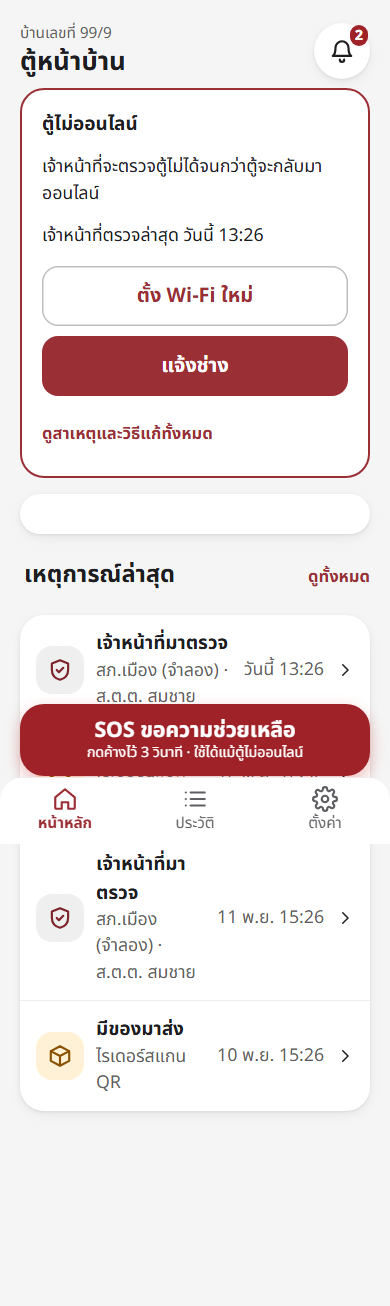 บ้านเลขที่ 99/9
ตู้หน้าบ้าน
2
ตู้ไม่ออนไลน์
เจ้าหน้าที่จะตรวจตู้ไม่ได้จนกว่าตู้จะกลับมา
ออนไลน์
เจ้าหน้าที่ตรวจล่าสุด วันนี้ 13:26
ตั้ง Wi-Fi ใหม่
แจ้งช่าง
ดูสาเหตุและวิธีแก้ทั้งหมด
เหตุการณ์ล่าสุด
ดูทั้งหมด
เจ้าหน้าที่มาตรวจ
สภ.เมือง (จำลอง) ·
ส.ต.ต. สมชาย
วันนี้ 13:26
SOS ขอความช่วยเหลือ
กดค้างไว้ 3 วินาที · ใช้ได้แม้ตู้ไม่ออนไลน์
หน้าหลัก
ประวัติ
ตั้งค่า
เจ้าหน้าที่มา
ตรวจ
สภ.เมือง
(จำลอง) ·
ส.ต.ต. สมชาย
11 พ.ย. 15:26
มีของมาส่ง
ไรเดอร์สแกน
QR
10 พ.ย. 15:26